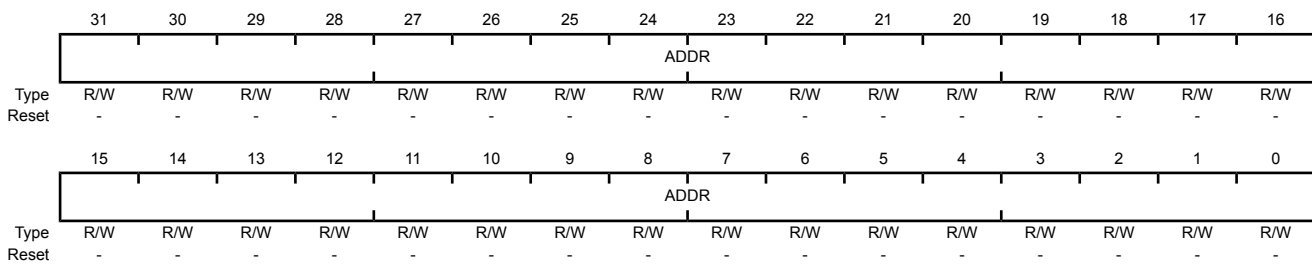 31 30 29 28 27 26 25 24 23 22 21 20 19 18 17 16
ADDR
Type R/W R/W R/W R/W R/W R/W R/W R/W R/W R/W R/W R/W R/W R/W R/W R/W
Reset - - - - - - - - - - - - - - - -
15 14 13 12 11 10 9 8 7 6 5 4 3 2 1 0
ADDR
Type R/W R/W R/W R/W R/W R/W R/W R/W R/W R/W R/W R/W R/W R/W R/W R/W
Reset - - - - - - - - - - - - - - - -